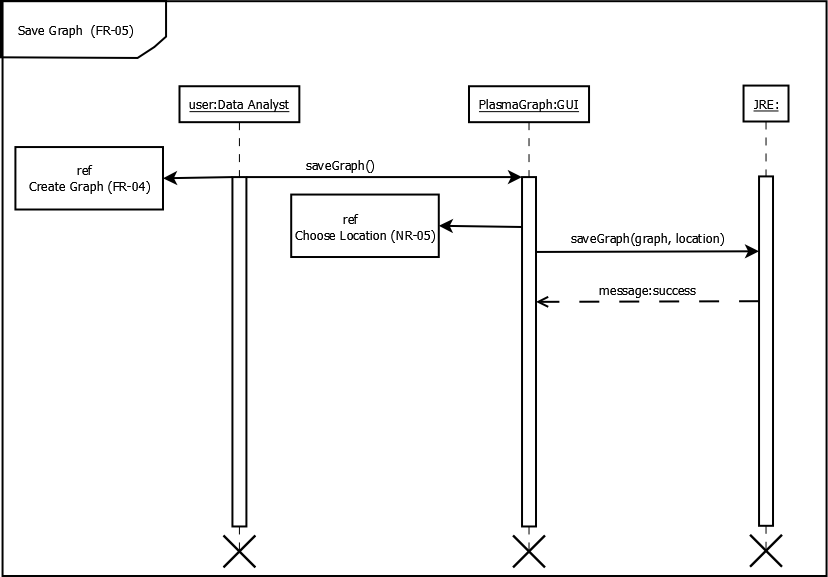 Save Graph (FR-05)
user:Data Analyst
PlasmaGraph:GUI
JRE:
ref
Create Graph (FR-04)
saveGraph()
ref
Choose Location (NR-05)
saveGraph(graph, location)
message:success